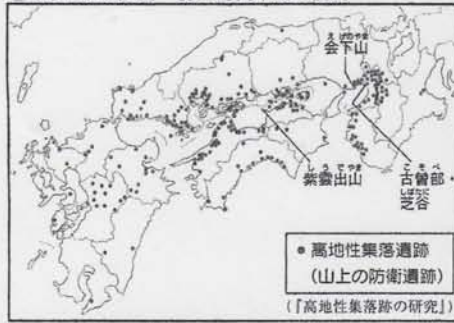 えげのやま
会下山
しうでやま
紫雲出山
こそべ
古曽部・
しばたに
芝谷
●高地性集落遺跡
(山上の防衛遺跡)
(『高地性集落跡の研究』)